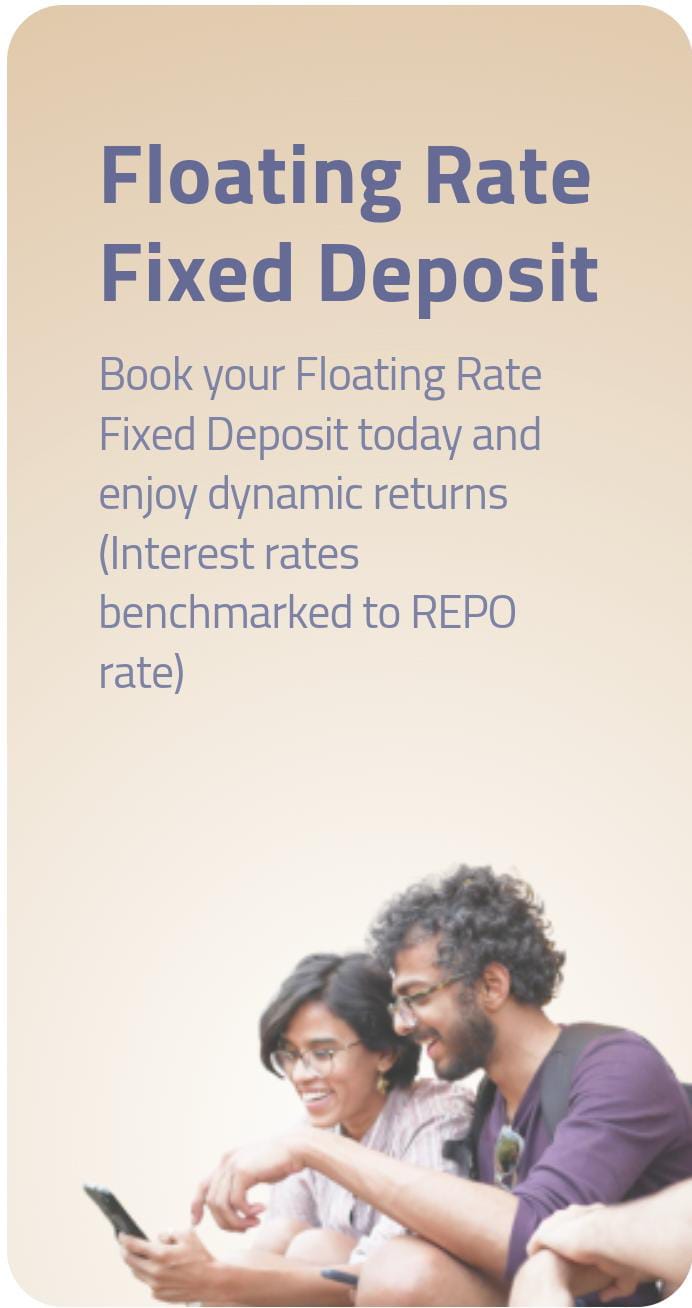 Floating Rate
Fixed Deposit
Book your Floating Rate
Fixed Deposit today and
enjoy dynamic returns
(Interest rates
benchmarked to REPO
rate)